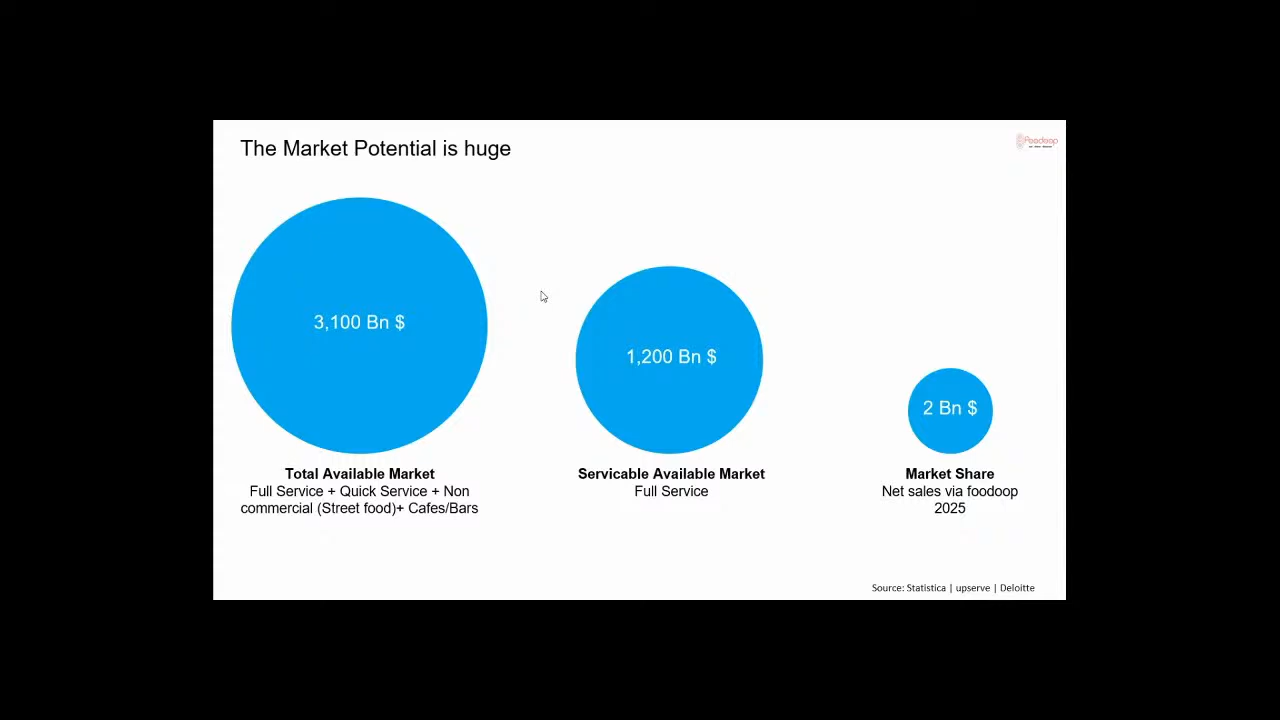 The Market Potential is huge
Foodoop
3,100 Bn $
1,200 Bn $
2 Bn $
Total Available Market
Full Service + Quick Service + Non
commercial (Street food)+ Cafes/Bars
Servicable Available Market
Full Service
Market Share
Net sales via foodoop
2025
Source: Statistica | upserve | Deloitte